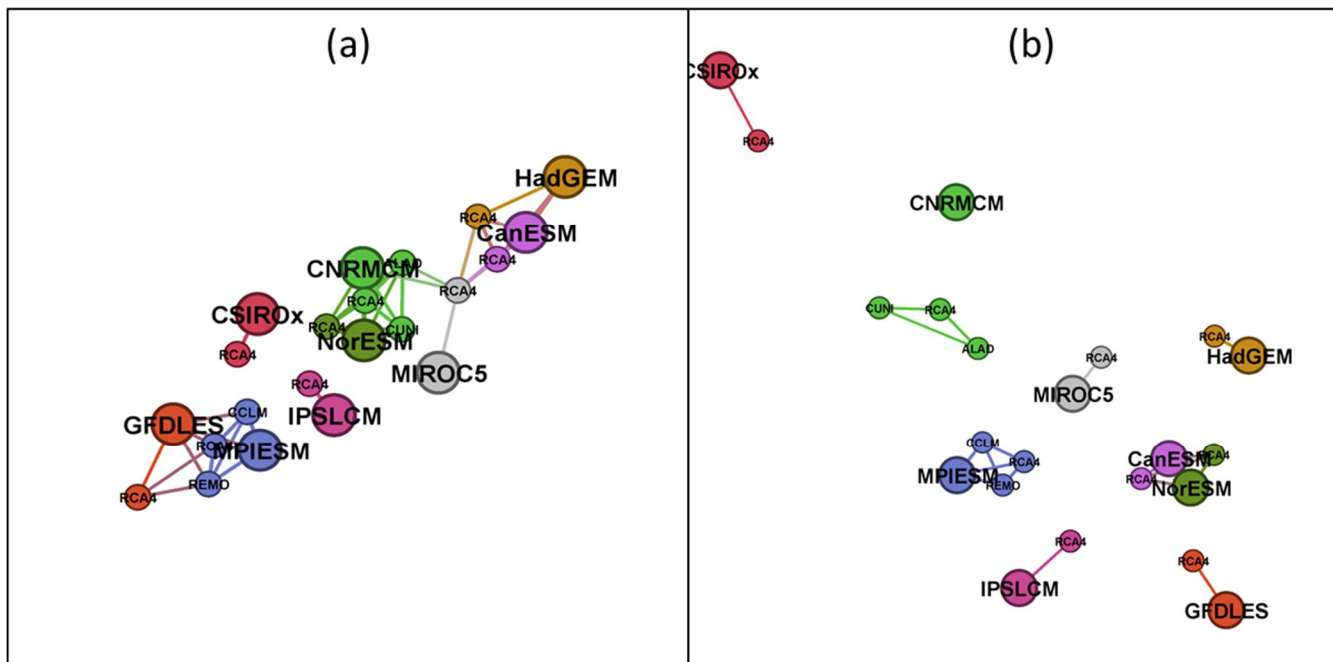 (a)
HadGEM
RCA4
CanESM
RCA4
ALAD
CNRMCM
RCA4
RCA4
CSIROx
RCA4
CUNI
NorESM
RCA4
MIROC5
RCA4
IPSLCM
CCLM
GFDLES
RCA4
MPIESM
REMO
RCA4
(b)
CSIROx
RCA4
CNRMCM
CUNI
RCA4
ALAD
RCA4
HadGEM
RCA4
MIROC5
CCLM
RCA4
MPIESM
REMO
RCA4
CanESM
RCA4
NorESM
RCA4
IPSLCM
RCA4
GFDLES